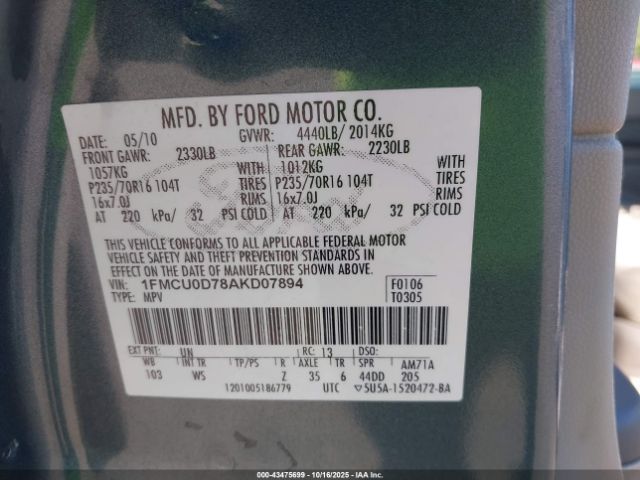 MFD. BY FORD MOTOR CO.
DATE: 05/10 GVWR: 4440LB/ 2014KG
FRONT GAWR: 2330LB REAR GAWR: 2230LB
1057KG WITH 1012KG WITH
P235/70R16 104T TIRES P235/70R16 104T TIRES
16x7.0J RIMS 16x7.0J RIMS
AT 220 kPa/ 32 PSI COLD AT 220 kPa/ 32 PSI COLD
THIS VEHICLE CONFORMS TO ALL APPLICABLE FEDERAL MOTOR
VEHICLE SAFETY AND THEFT PREVENTION STANDARDS IN
EFFECT ON THE DATE OF MANUFACTURE SHOWN ABOVE.
VIN: 1FMCU0D78AKD07894 F0106
TYPE: MPV T0305
EXT PNT: UN RC: 13 DSO:
WB INT TR TP/PS R AXLE TR SPR AM71A
103 WS Z 35 6 44DD 205
1201005186779 UTC 5U5A-1520472-BA
00-43475699 - 10/16/2025 - IAA Inc.